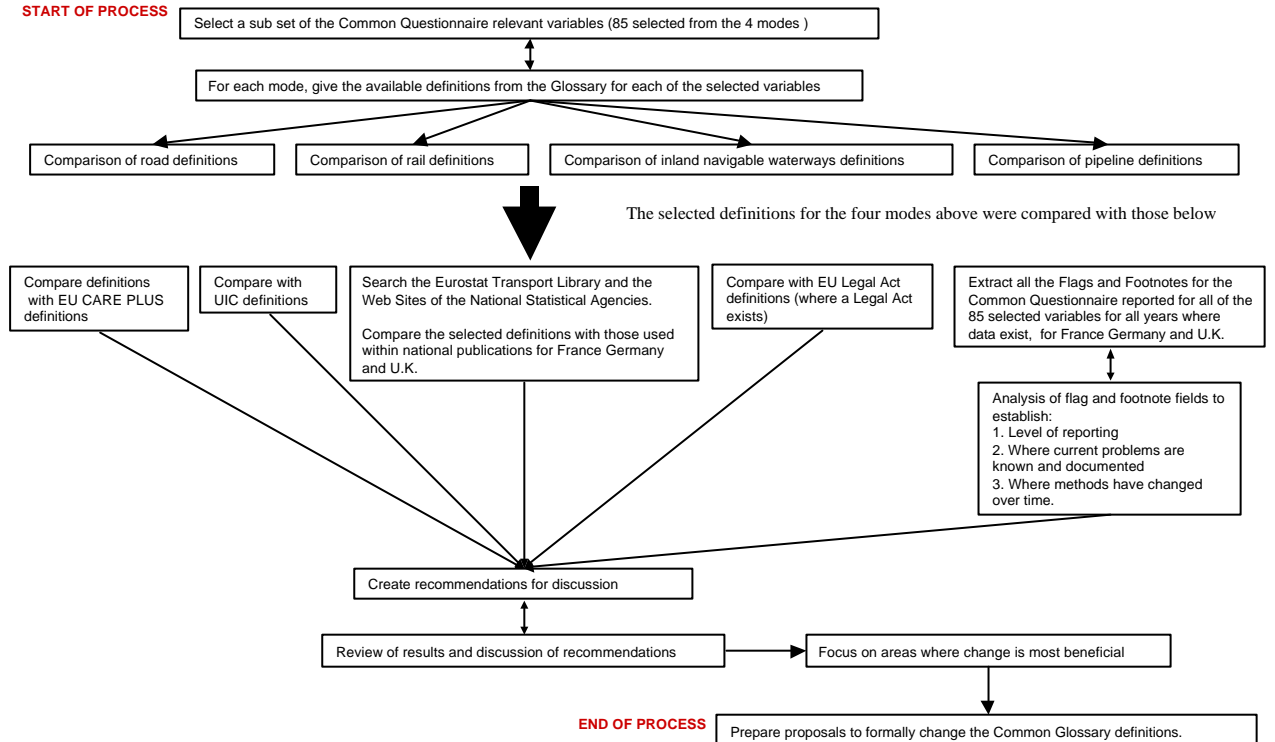 START OF PROCESS
Select a sub set of the Common Questionnaire relevant variables (85 selected from the 4 modes )
For each mode, give the available definitions from the Glossary for each of the selected variables
Comparison of road definitions
Comparison of rail definitions
Comparison of inland navigable waterways definitions
Comparison of pipeline definitions
The selected definitions for the four modes above were compared with those below
Compare definitions
with EU CARE PLUS
definitions
Compare with
UIC definitions
Search the Eurostat Transport Library and the
Web Sites of the National Statistical Agencies.
Compare the selected definitions with those used
within national publications for France Germany
and U.K.
Compare with EU Legal Act
definitions (where a Legal Act
exists)
Extract all the Flags and Footnotes for the
Common Questionnaire reported for all of the
85 selected variables for all years where
data exist, for France Germany and U.K.
Analysis of flag and footnote fields to
establish:
1. Level of reporting
2. Where current problems are
known and documented
3. Where methods have changed
over time.
Create recommendations for discussion
Review of results and discussion of recommendations
Focus on areas where change is most beneficial
END OF PROCESS
Prepare proposals to formally change the Common Glossary definitions.